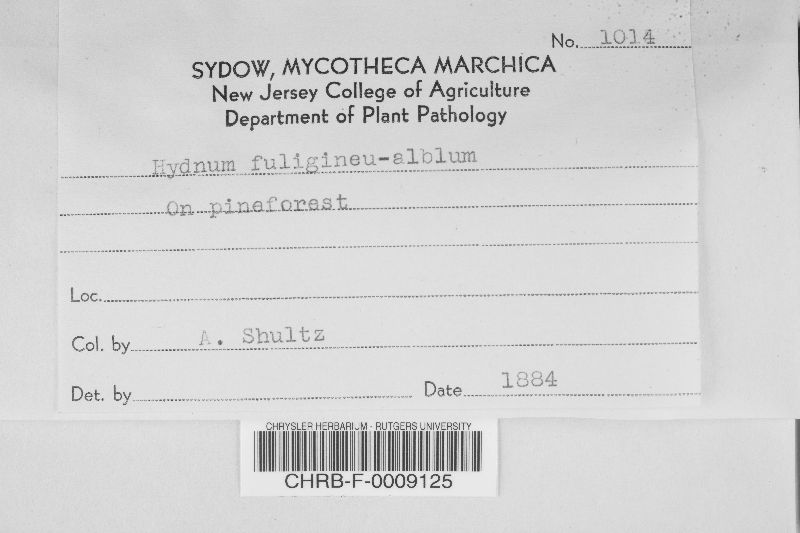 No. 1014
SYDOW, MYCOTHECA MARCHICA
New Jersey College of Agriculture
Department of Plant Pathology
Hydnum fuligineu-alblum
On pineforest
Loc.
Col. by A. Shultz
Det. by Date 1884
CHRYSLER HERBARIUM - RUTGERS UNIVERSITY
CHRB-F-0009125